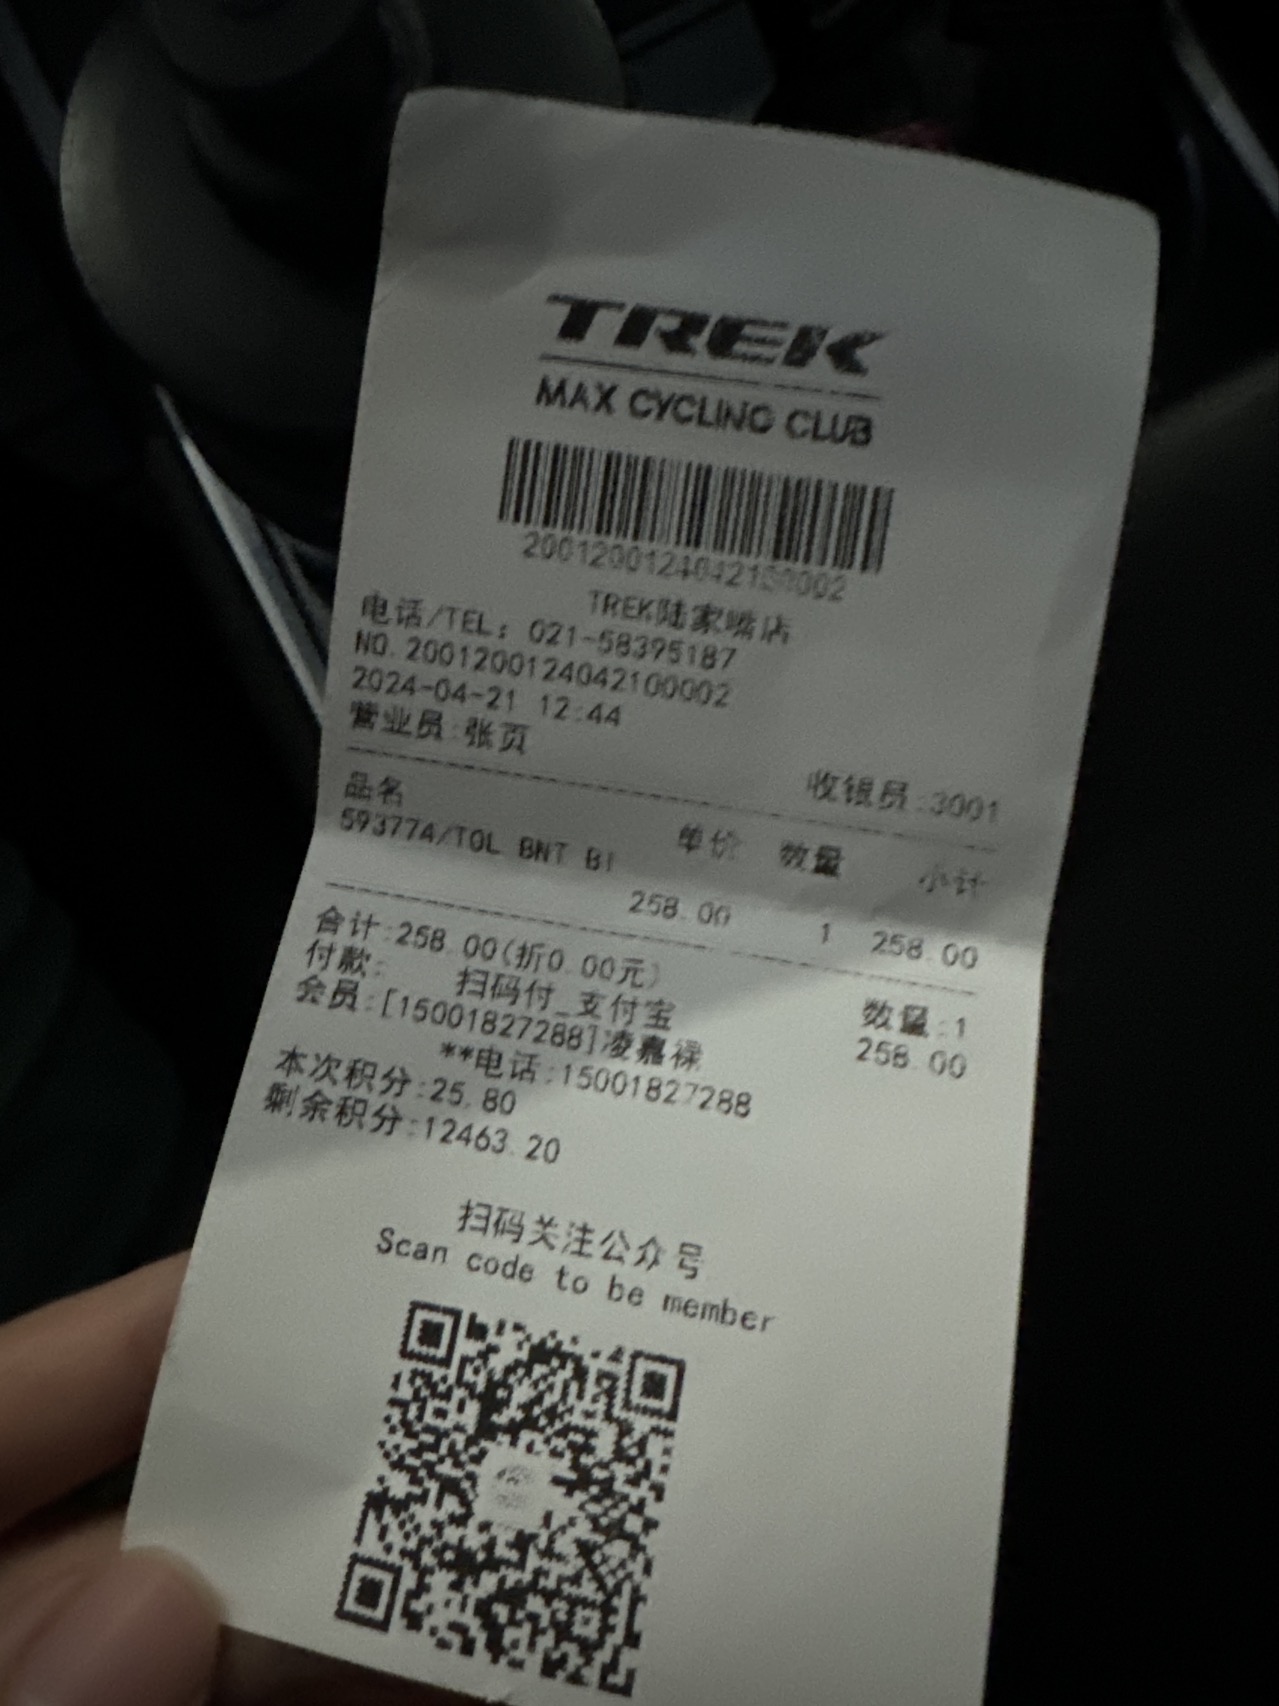 TREK
MAX CYCLING CLUB
2001200124042100002
TREK陆家嘴店
电话/TEL: 021-58395187
NO.2001200124042100002
2024-04-21 12:44
营业员:张页 收银员:3001
品名 单价 数量 小计
59377A/TOL BNT BI
258.00 1 258.00
合计:258.00(折0.00元) 数量:1
付款: 扫码付_支付宝 258.00
会员:[15001827288]凌嘉禄
**电话:15001827288
本次积分:25.80
剩余积分:12463.20
扫码关注公众号
Scan code to be member